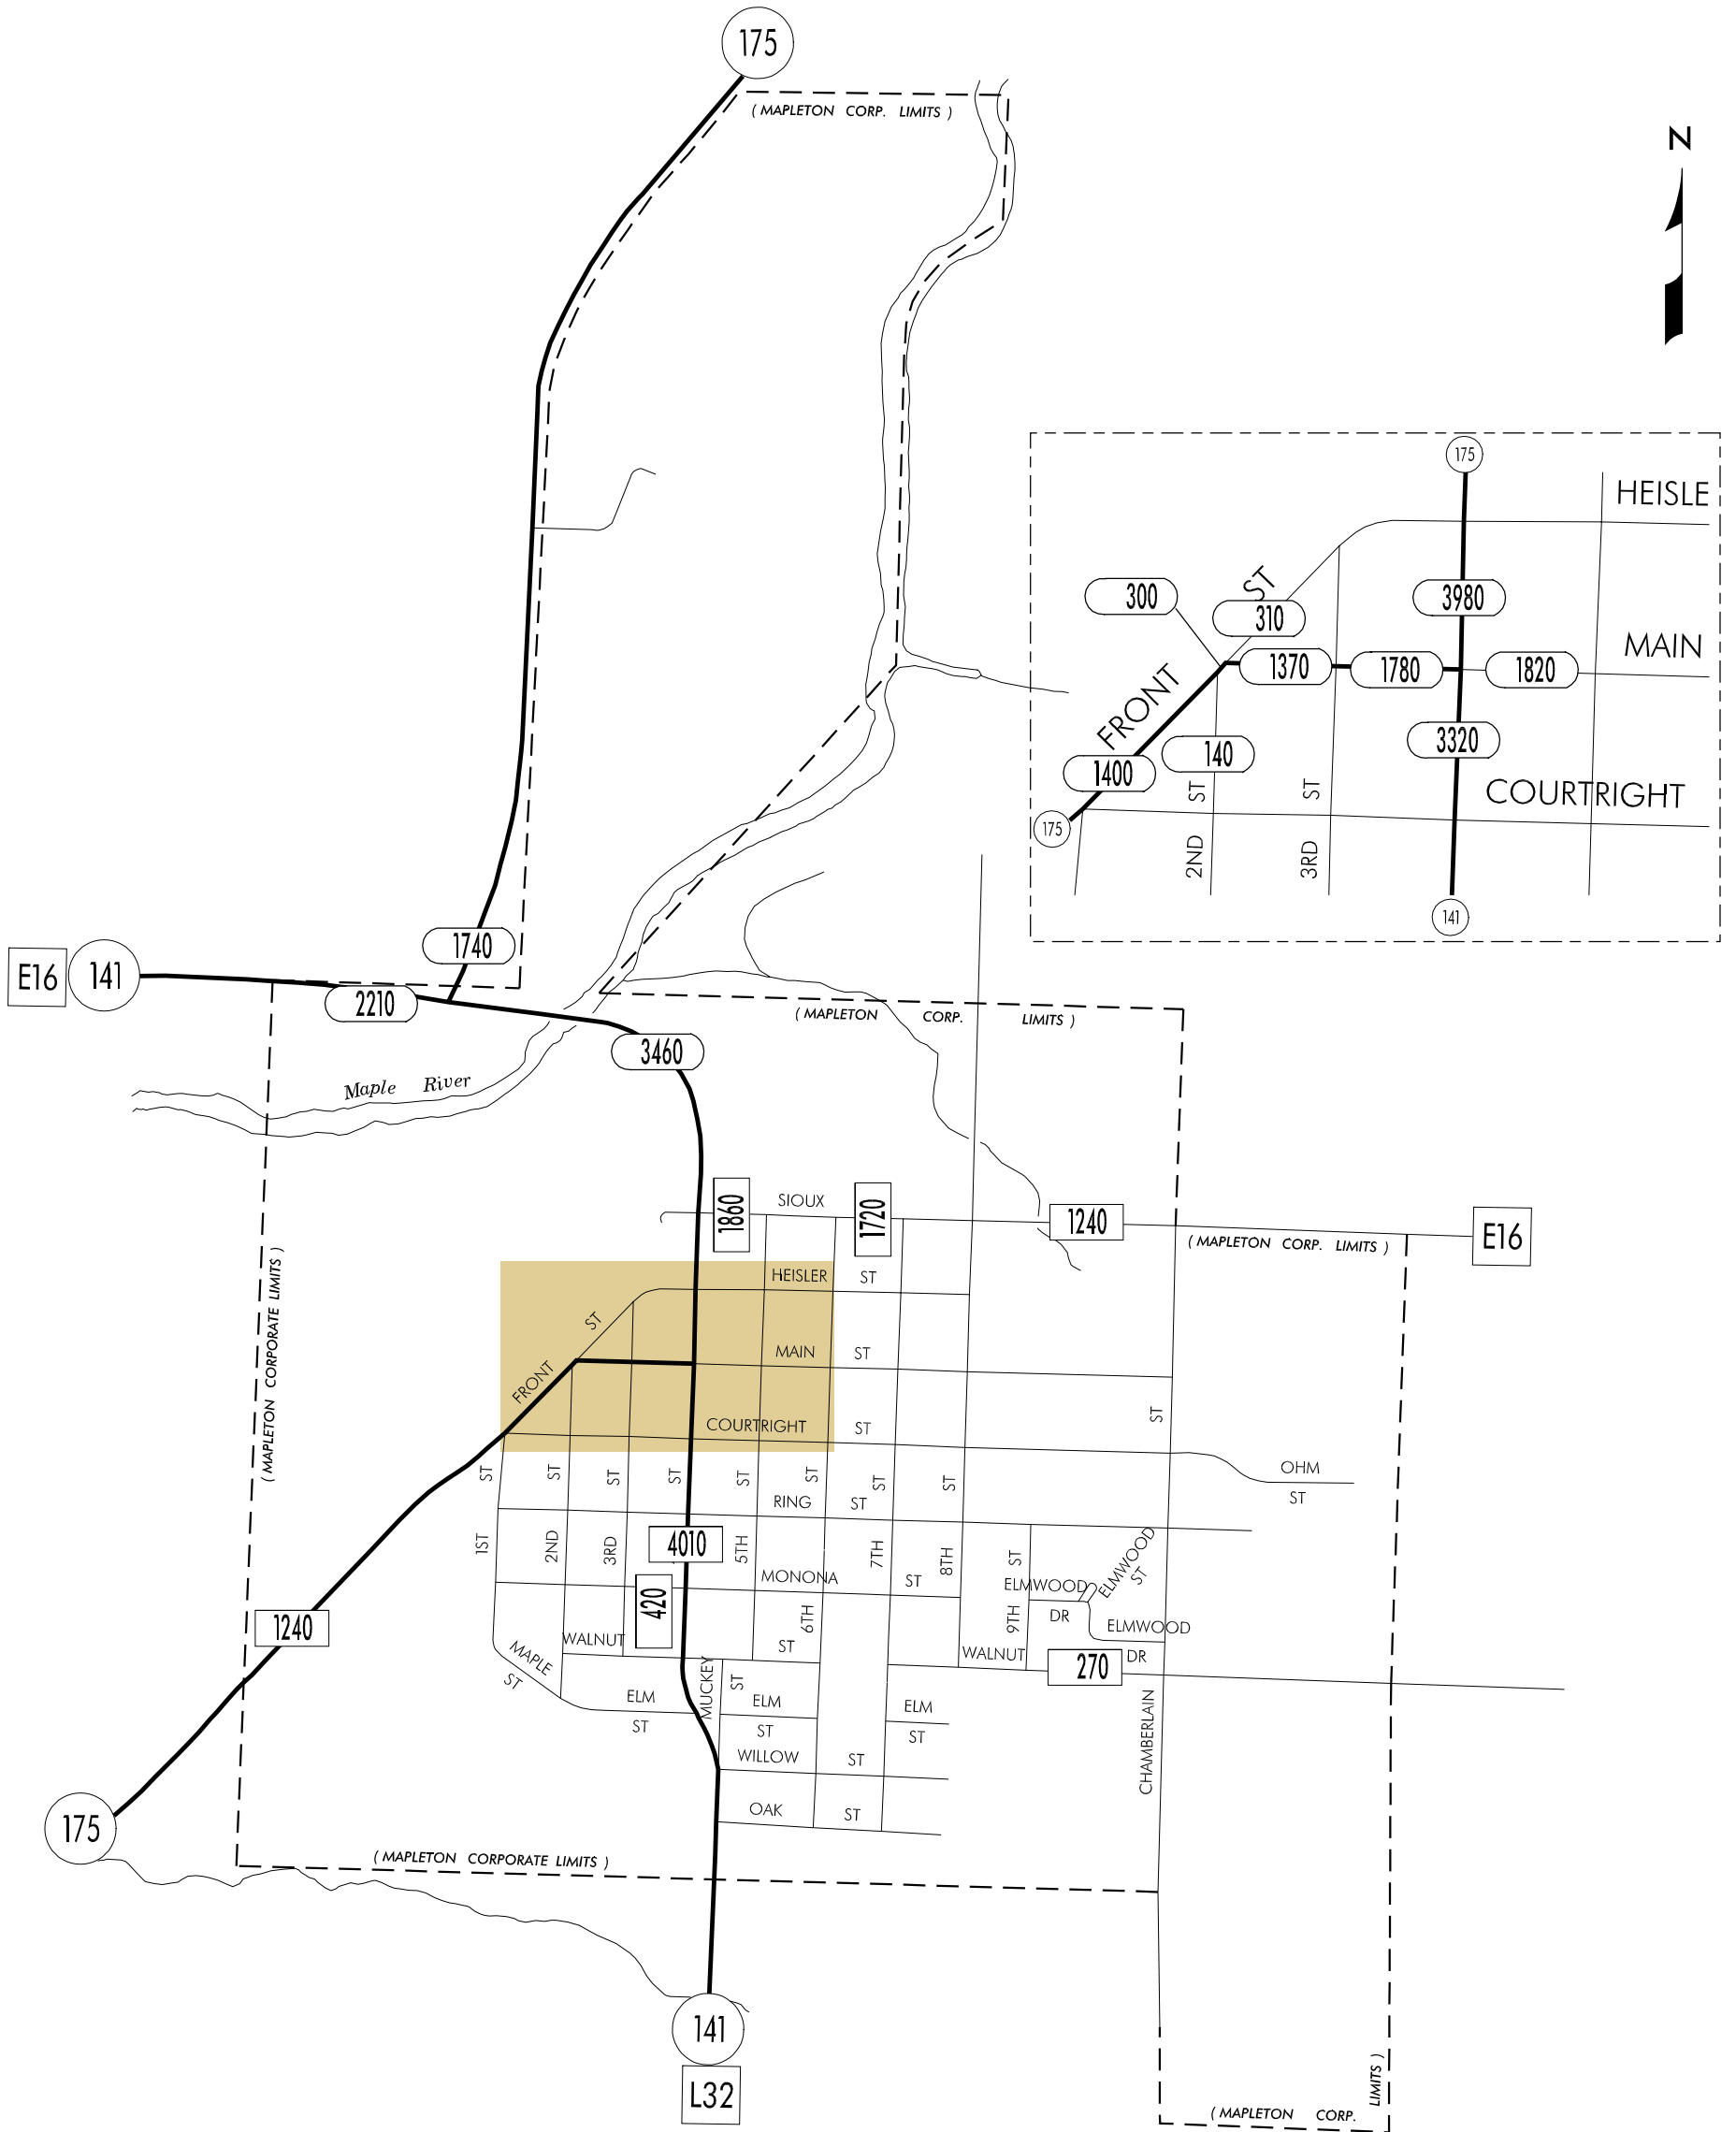 175
( MAPLETON CORP. LIMITS )
N
175
HEISLE
300
ST
310
3980
MAIN
1370
1780
1820
FRONT
3320
140
1400
ST
ST
COURTRIGHT
175
2ND
3RD
141
1740
E16
141
2210
( MAPLETON CORP. LIMITS )
3460
Maple River
1860
SIOUX
1720
1240
E16
( MAPLETON CORP. LIMITS )
( MAPLETON CORPORATE LIMITS )
HEISLER ST
ST
MAIN ST
FRONT
ST
COURTRIGHT ST
OHM
ST
ST
ST
ST
ST
ST
ST
ST
ST
RING ST
1ST
2ND
3RD
4010
5TH
7TH
8TH
ST
ELMWOOD
ST
MONONA ST
ELMWOOD
DR
420
6TH
9TH
ELMWOOD
DR
1240
WALNUT ST
WALNUT
270
MAPLE
ST
MUCKEY
ST
ELM
ST
ELM
ST
ELM
ST
CHAMBERLAIN
WILLOW ST
OAK ST
175
( MAPLETON CORPORATE LIMITS )
141
L32
( MAPLETON CORP. LIMITS )